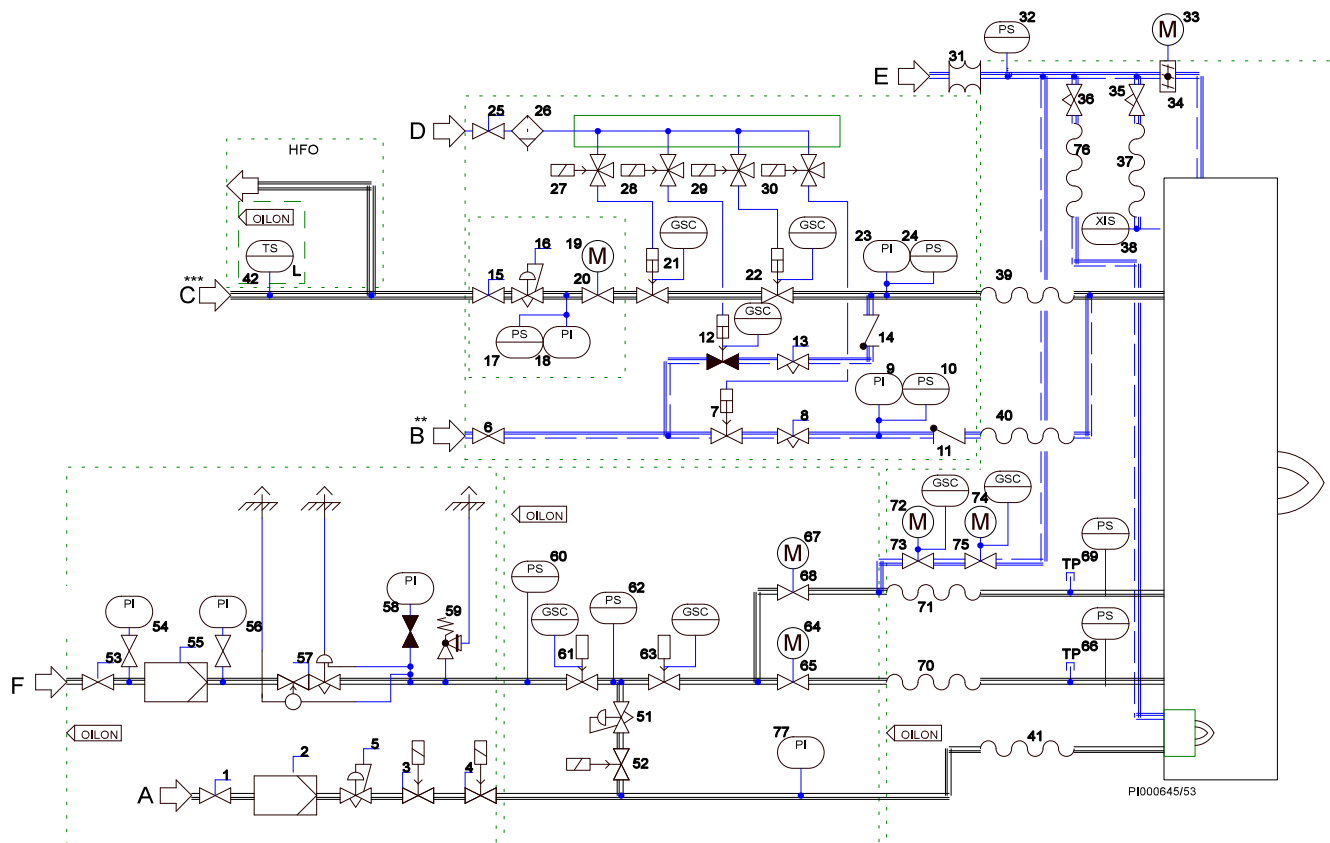 32 33
PS M
E 31
34
36 35
D 25 26
HFO
76 37
27 28 29 30
OILON
GSC GSC
XIS
38
TS
42 L
***
C
16 19 M
15 20 21 22
23 PI 24 PS
39
PS PI
17 18
12 GSC 13 14
9 PI PS 10
7
**
B 6 8 11 40
OILON
GSC GSC
72 M 74 M
73 75
PS
69
TP
71
M 67
68
PS
60
PI 54
PI 56
PI 58
59
PS 62
GSC GSC
M 64
PS
66
TP
53 55 57 61 63 65 70
F
OILON
51
OILON
52
77 PI
41
1 2 5 3 4
A
PI000645/53